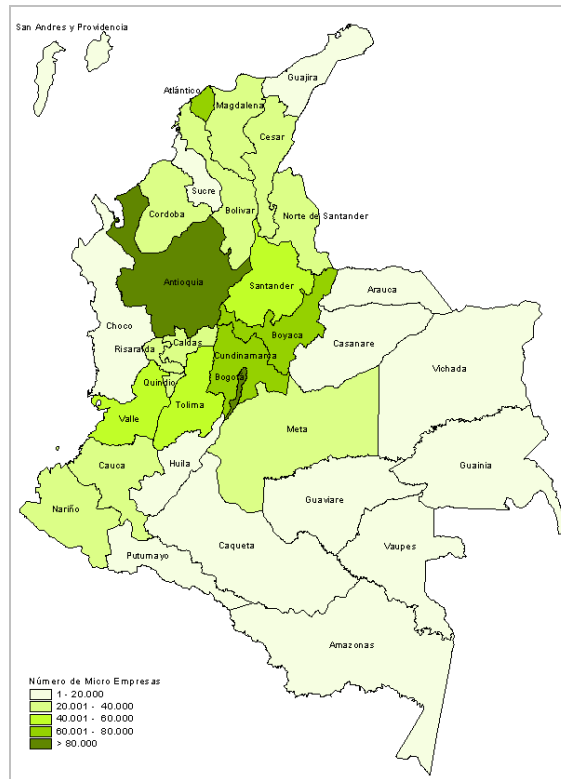 San Andres y Providencia
Guajira
Atlántico
Magdalena
Cesar
Sucre
Cordoba
Bolivar
Norte de Santander
Antioquia
Santander
Arauca
Choco
Boyaca
Caldas
Casanare
Risaralda
Cundinamarca
Vichada
Bogota
Quindio
Tolima
Valle
Meta
Huila
Cauca
Guainia
Nariño
Guaviare
Caqueta
Vaupes
Putumayo
Amazonas
Número de Micro Empresas
1 - 20.000
20.001 - 40.000
40.001 - 60.000
60.001 - 80.000
> 80.000